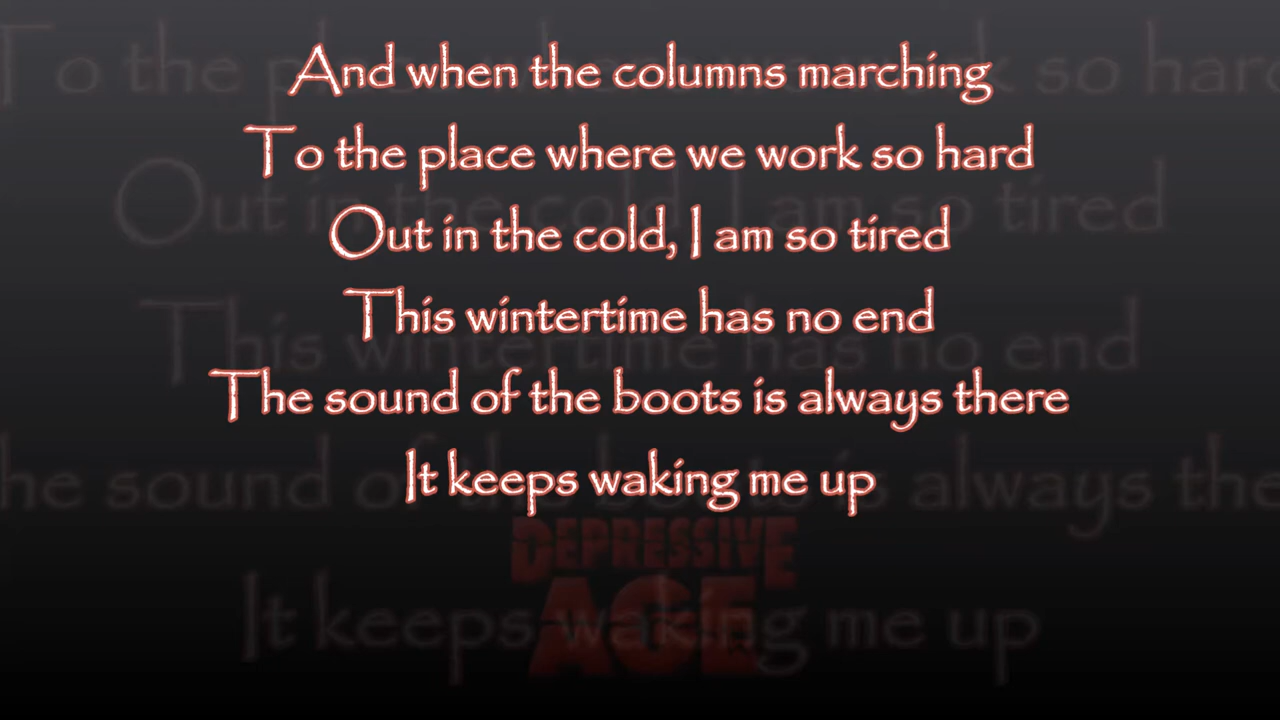 And when the columns marching
To the place where we work so hard
Out in the cold, I am so tired
This wintertime has no end
The sound of the boots is always there
It keeps waking me up
DEPRESSIVE
AGE